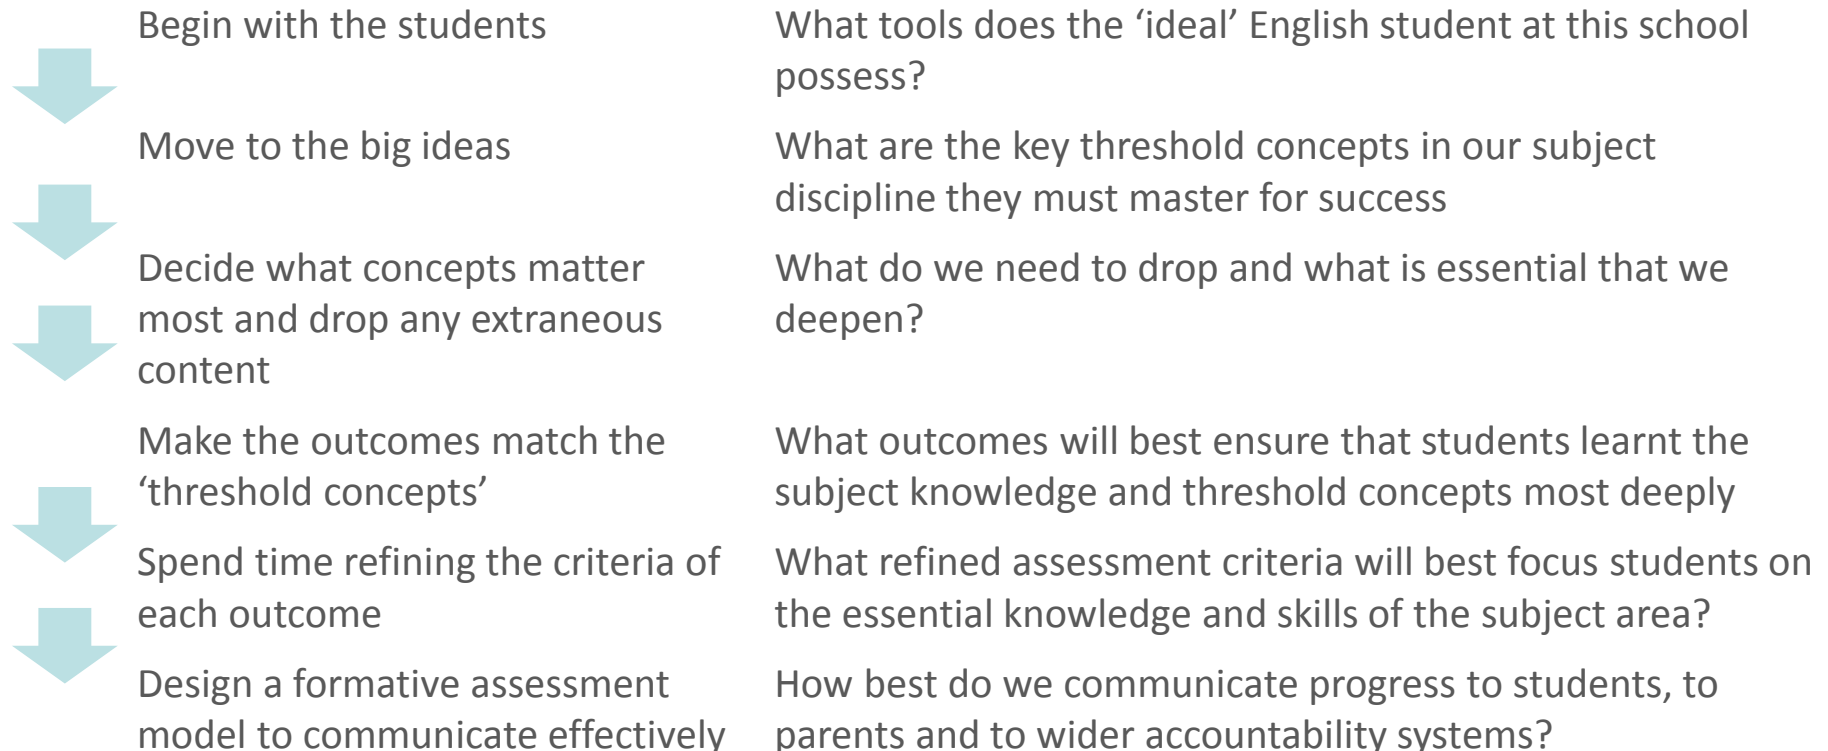 Begin with the students
What tools does the ‘ideal’ English student at this school
possess?
Move to the big ideas
What are the key threshold concepts in our subject
discipline they must master for success
Decide what concepts matter
most and drop any extraneous
content
What do we need to drop and what is essential that we
deepen?
Make the outcomes match the
‘threshold concepts’
What outcomes will best ensure that students learnt the
subject knowledge and threshold concepts most deeply
Spend time refining the criteria of
each outcome
What refined assessment criteria will best focus students on
the essential knowledge and skills of the subject area?
Design a formative assessment
model to communicate effectively
How best do we communicate progress to students, to
parents and to wider accountability systems?